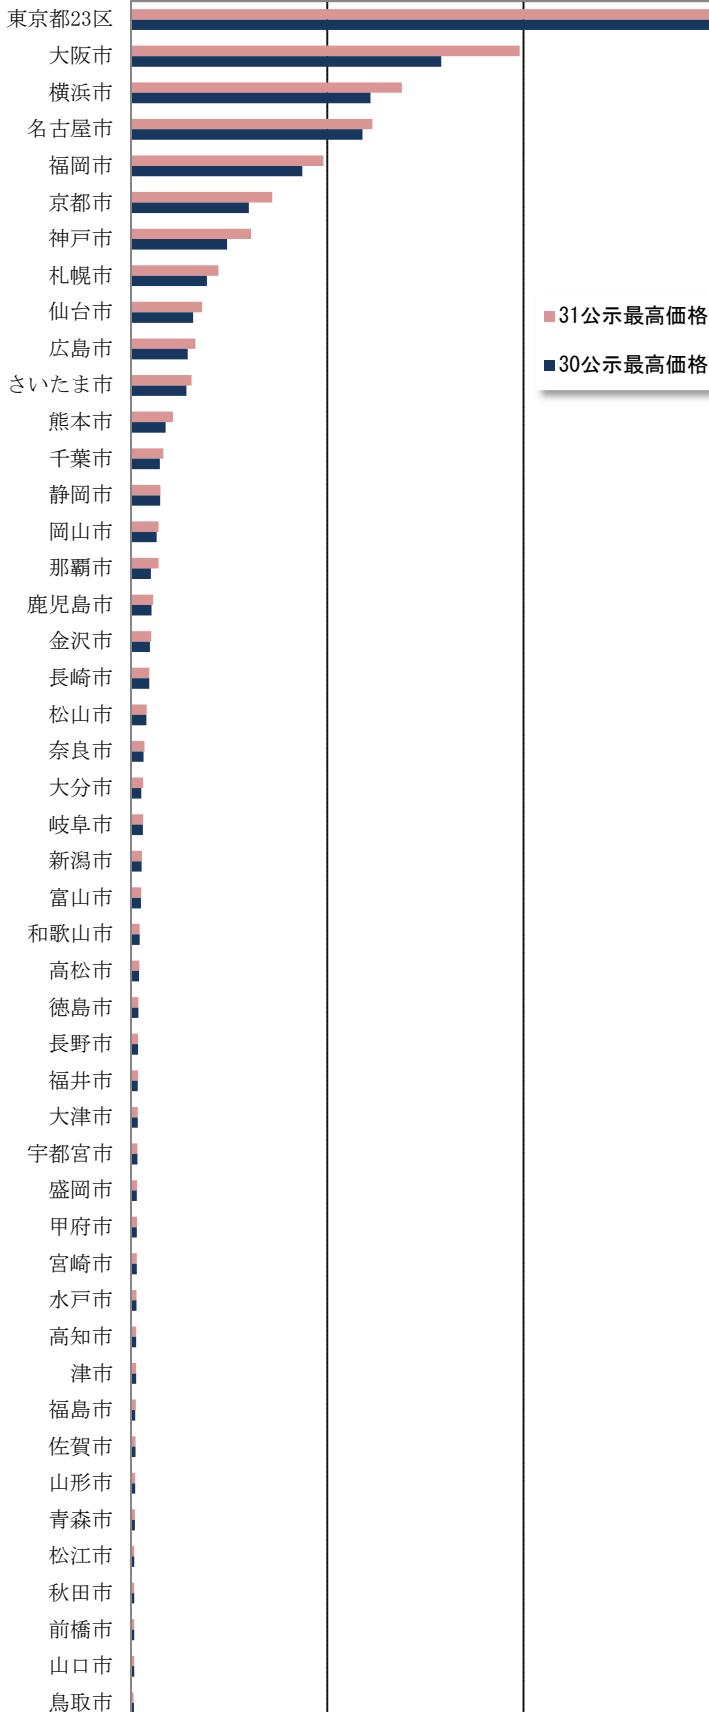 東京都23区
大阪市
横浜市
名古屋市
福岡市
京都市
神戸市
札幌市
仙台市
広島市
さいたま市
熊本市
千葉市
静岡市
岡山市
那覇市
鹿児島市
金沢市
長崎市
松山市
奈良市
大分市
岐阜市
新潟市
富山市
和歌山市
高松市
徳島市
長野市
福井市
大津市
宇都宮市
盛岡市
甲府市
宮崎市
水戸市
高知市
津市
福島市
佐賀市
山形市
青森市
松江市
秋田市
前橋市
山口市
鳥取市
31公示最高価格
30公示最高価格